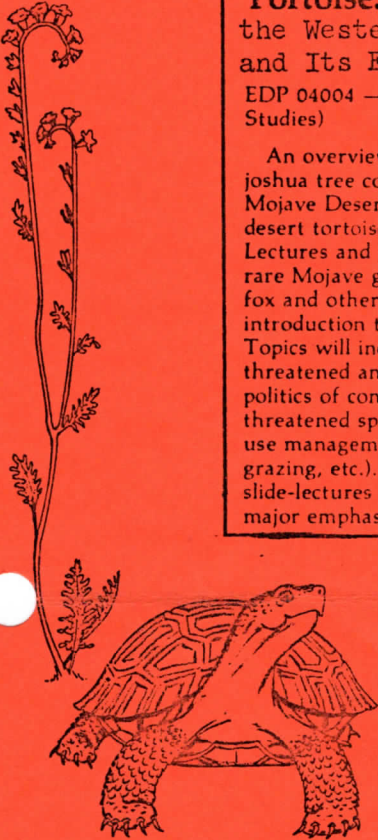 Tortoise
the Weste
and Its E
EDP 04004 —
Studies)
An overview
joshua tree co
Mojave Deser
desert tortois
Lectures and
rare Mojave g
fox and other
introduction t
Topics will in
threatened an
politics of con
threatened sp
use managem
grazing, etc.).
slide-lectures
major emphas